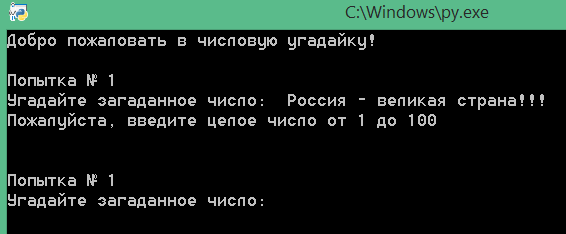 C:\Windows\py.exe
Добро пожаловать в числовую угадайку!
Попытка № 1
Угадайте загаданное число:  Россия - великая страна!!!
Пожалуйста, введите целое число от 1 до 100
Попытка № 1
Угадайте загаданное число: